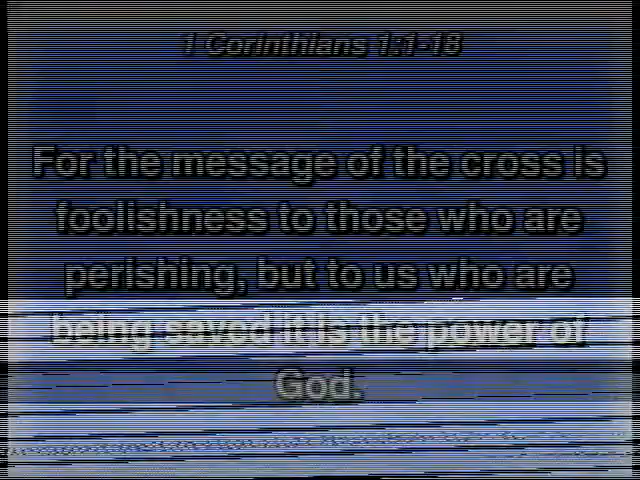 1 Corinthians 1:1-18
For the message of the cross is
foolishness to those who are
perishing, but to us who are
being saved it is the power of
God.